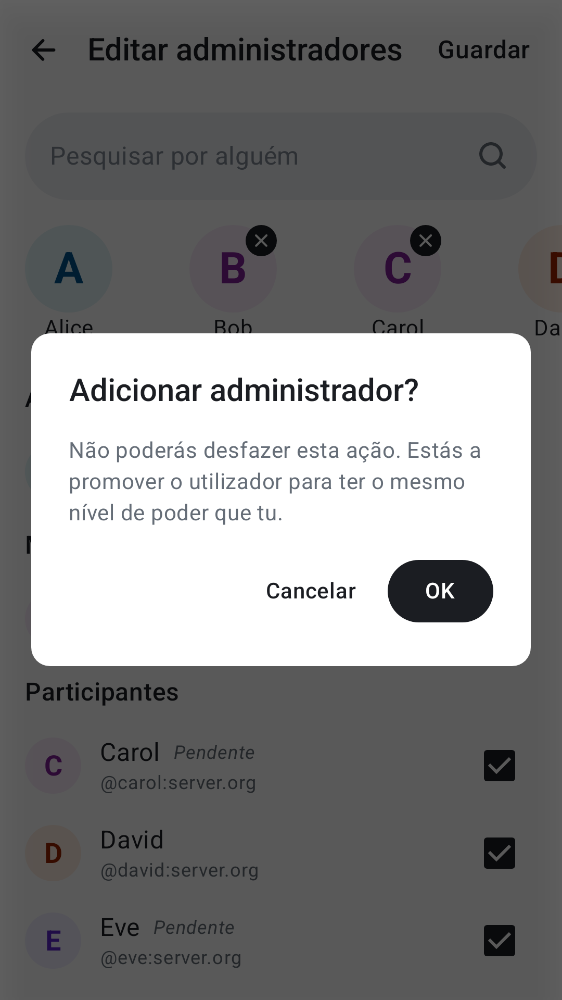 Editar administradores
Guardar
Pesquisar por alguém
A
B
C
D
Alice
Bob
Carol
Da
Adicionar administrador?
Não poderás desfazer esta ação. Estás a
promover o utilizador para ter o mesmo
nível de poder que tu.
Cancelar
OK
Participantes
C
Carol Pendente
@carol:server.org
D
David
@david:server.org
E
Eve Pendente
@eve:server.org